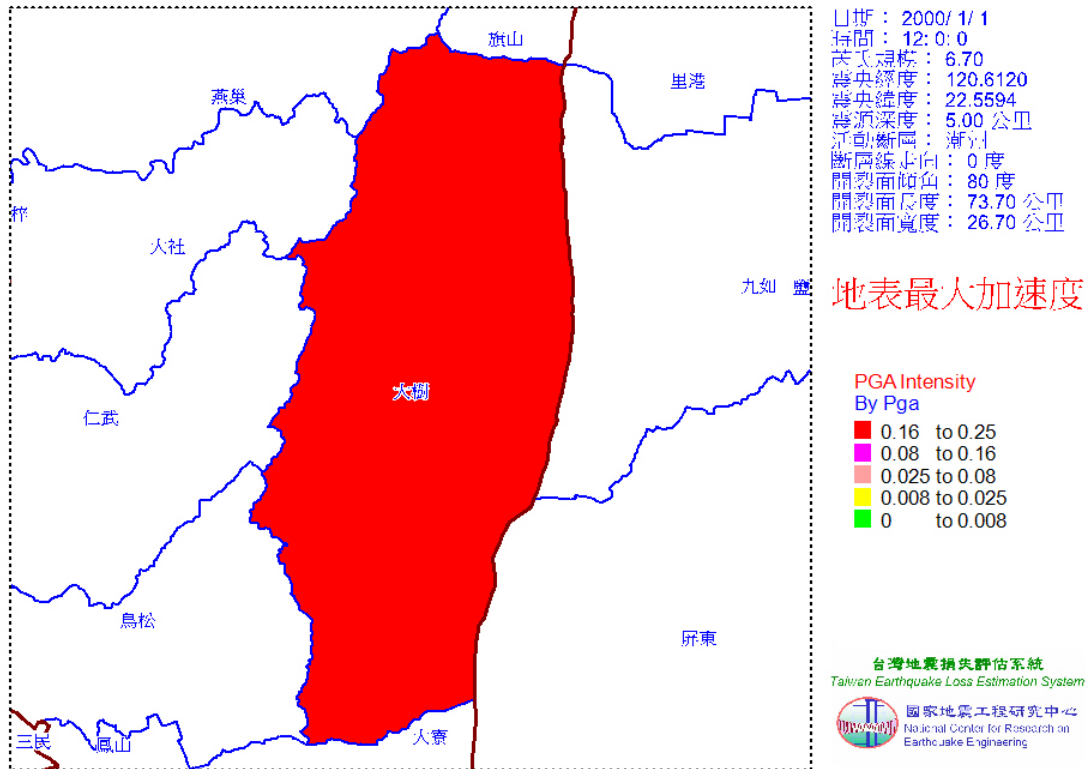 日期： 2000/ 1/ 1
時間： 12: 0: 0
芮氏規模： 6.70
震央經度： 120.6120
震央緯度： 22.5594
震源深度： 5.00 公里
活動斷層： 潮州
斷層線走向： 0 度
開裂面傾角： 80 度
開裂面長度： 73.70 公里
開裂面寬度： 26.70 公里
地表最大加速度
PGA Intensity
By Pga
0.16 to 0.25
0.08 to 0.16
0.025 to 0.08
0.008 to 0.025
0 to 0.008
台灣地震損失評估系統
Taiwan Earthquake Loss Estimation System
國家地震工程研究中心
National Center for Research on
Earthquake Engineering
旗山
里港
燕巢
梓
大社
九如 鹽
大樹
仁武
鳥松
屏東
三民
鳳山
大寮